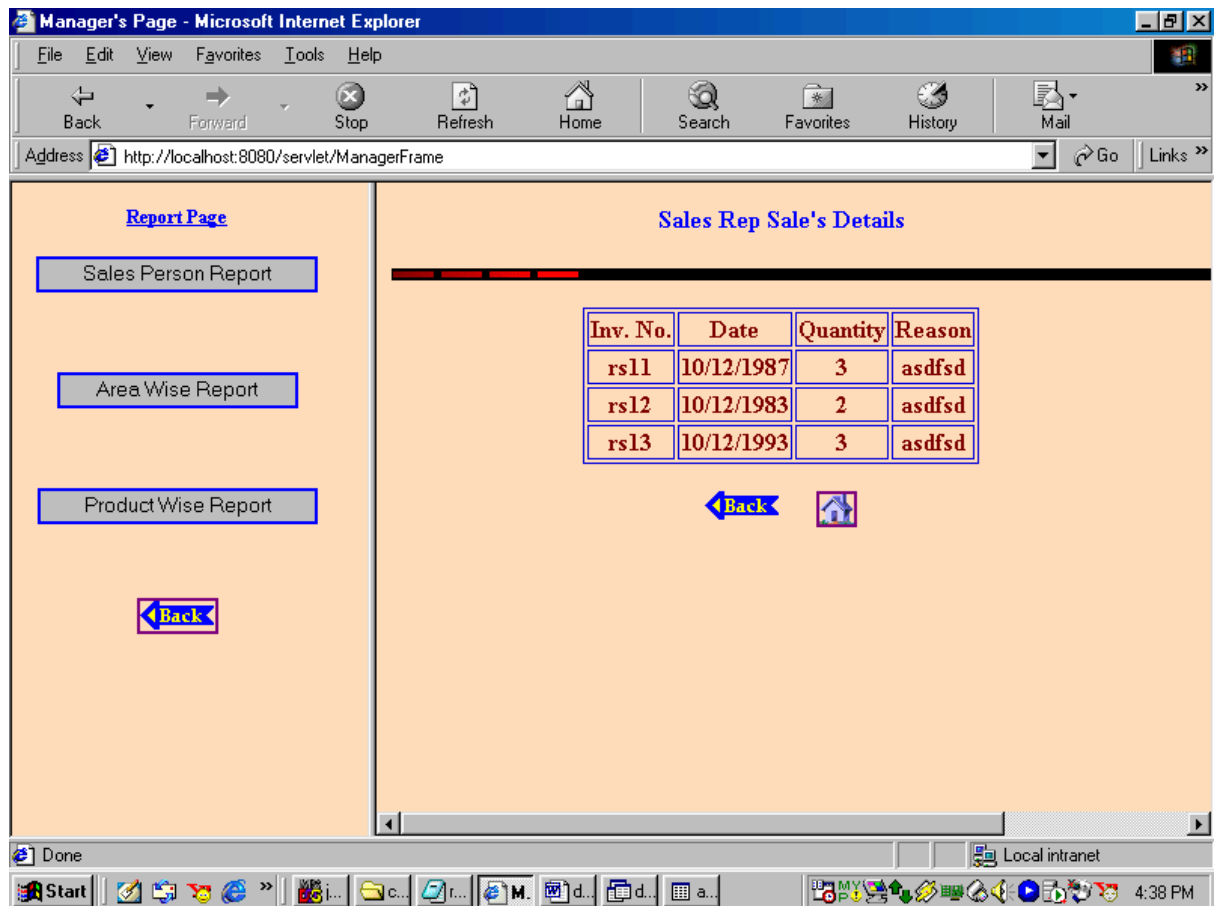 Manager's Page - Microsoft Internet Explorer
File Edit View Favorites Tools Help
»
Back Forward Stop Refresh Home Search Favorites History Mail
Address http://localhost:8080/servlet/ManagerFrame Go Links »
Report Page
Sales Person Report
Area Wise Report
Product Wise Report
Back
Sales Rep Sale's Details
Inv. No. Date Quantity Reason
rs11 10/12/1987 3 asdfsd
rs12 10/12/1983 2 asdfsd
rs13 10/12/1993 3 asdfsd
Back
Done Local intranet
Start » j... c... r... M. d... d... a... 4:38 PM